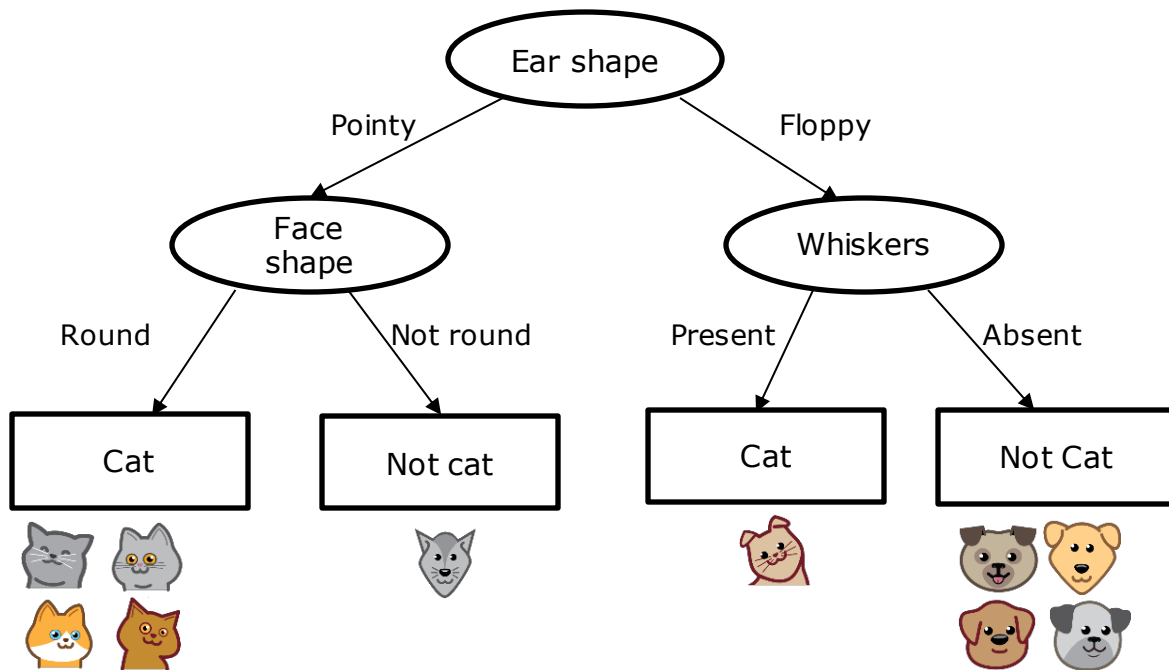 Ear shape
Pointy
Floppy
Face
shape
Whiskers
Round
Not round
Present
Absent
Cat
Not cat
Cat
Not Cat